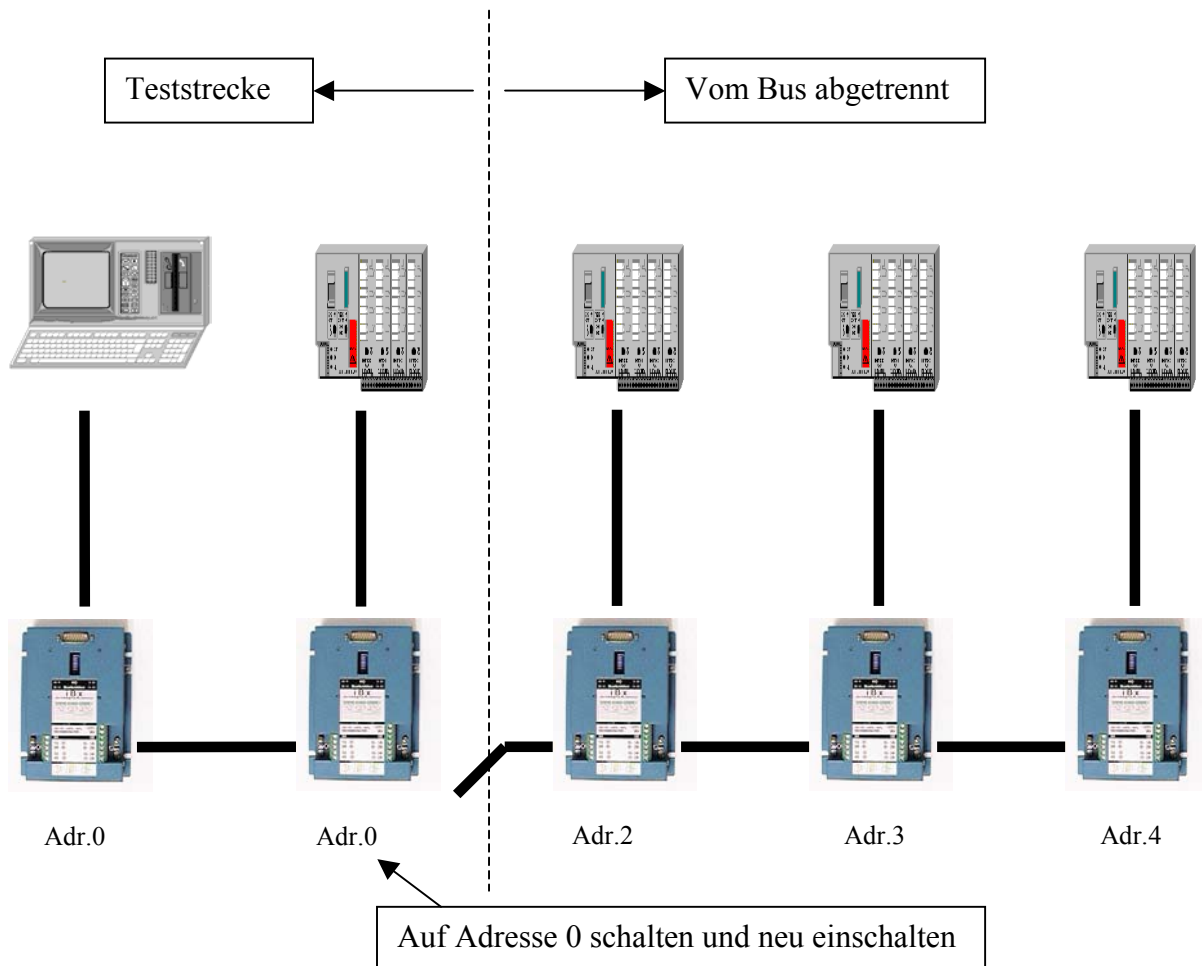 Teststrecke
Vom Bus abgetrennt
Adr.0
Adr.0
Adr.2
Adr.3
Adr.4
Auf Adresse 0 schalten und neu einschalten